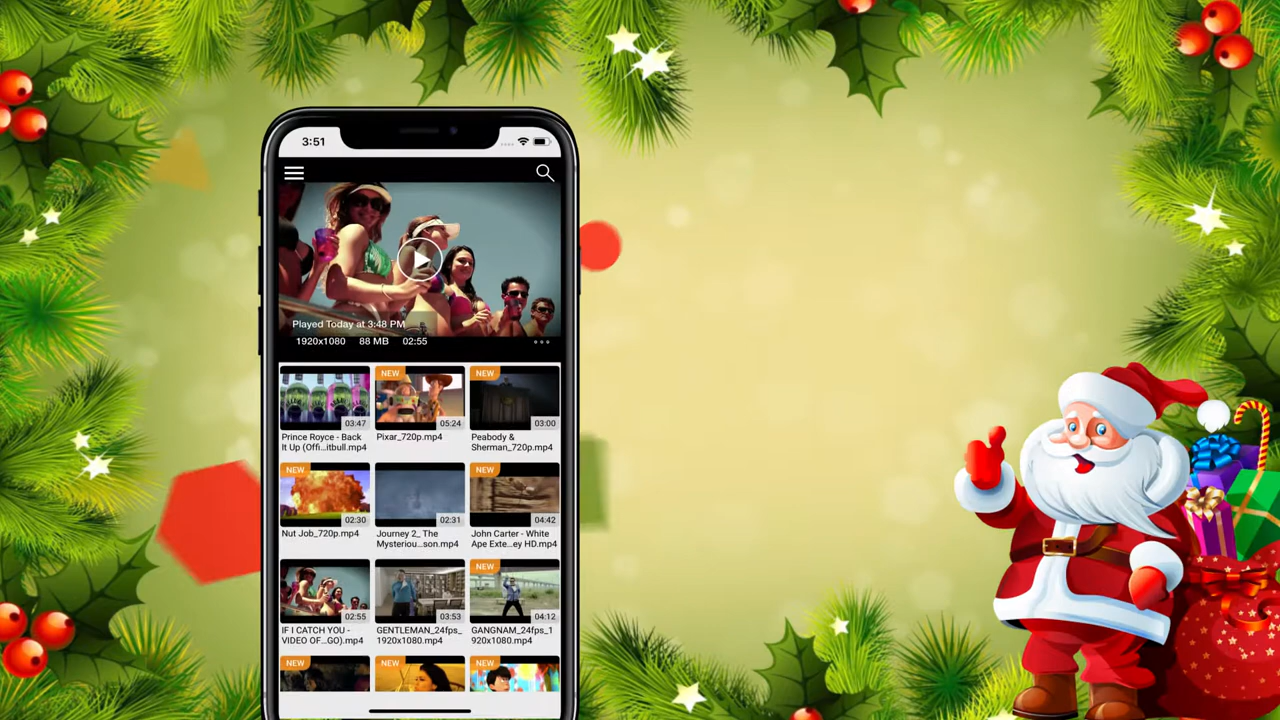 3:51
Played Today at 3:48 PM
1920x1080 88 MB 02:55
03:47
NEW
05:24
NEW
03:00
Prince Royce - Back
It Up (Offi...itbull.mp4
Pixar_720p.mp4
Peabody &
Sherman_720p.mp4
NEW
02:30
02:31
NEW
04:42
Nut Job_720p.mp4
Journey 2_ The
Mysteriou...son.mp4
John Carter - White
Ape Exte...ey HD.mp4
02:55
03:53
NEW
04:12
IF I CATCH YOU -
VIDEO OF...GO).mp4
GENTLEMAN_24fps_
1920x1080.mp4
GANGNAM_24fps_1
920x1080.mp4
NEW
NEW
NEW